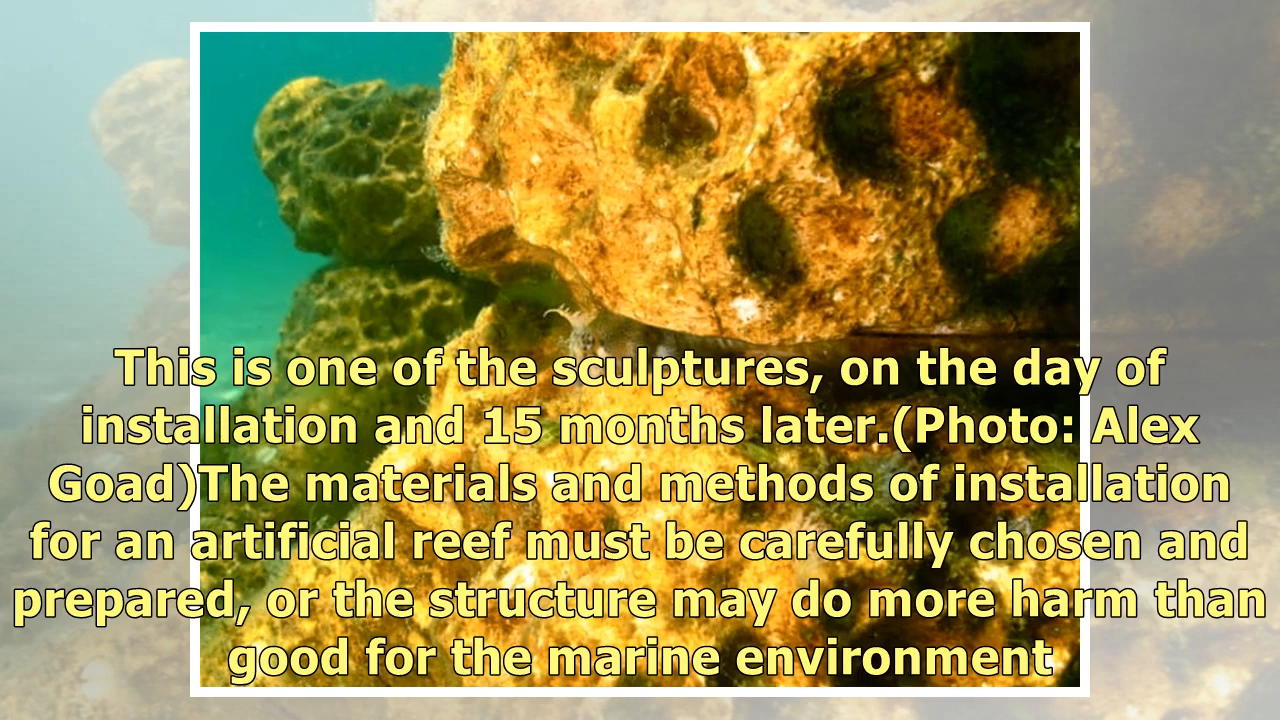 This is one of the sculptures, on the day of
installation and 15 months later.(Photo: Alex
Goad)The materials and methods of installation
for an artificial reef must be carefully chosen and
prepared, or the structure may do more harm than
good for the marine environment